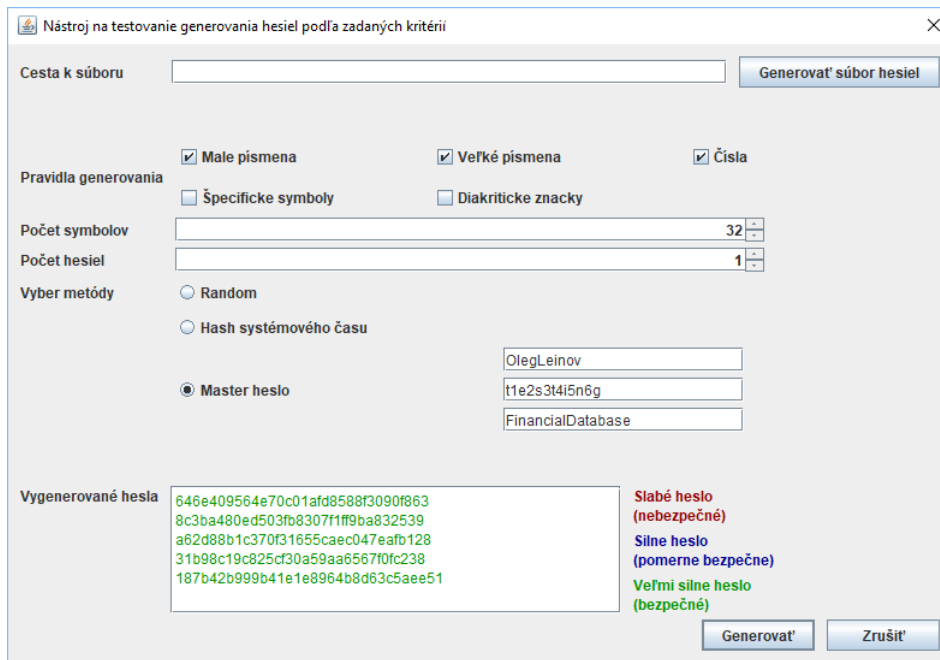 Nástroj na testovanie generovania hesiel podľa zadaných kritérií
Cesta k súboru
Generovať súbor hesiel
Male písmena
Veľké písmena
Čísla
Pravidla generovania
Špecificke symboly
Diakriticke znacky
Počet symbolov
32
Počet hesiel
1
Vyber metódy
Random
Hash systémového času
OlegLeinov
Master heslo
t1e2s3t4i5n6g
FinancialDatabase
Vygenerované hesla
646e409564e70c01afd8588f3090f863
8c3ba480ed503fb8307f1ff9ba832539
a62d88b1c370f31655caec047eafb128
31b98c19c825cf30a59aa6567f0fc238
187b42b999b41e1e8964b8d63c5aee51
Slabé heslo
(nebezpečné)
Silne heslo
(pomerne bezpečne)
Veľmi silne heslo
(bezpečné)
Generovať
Zrušiť